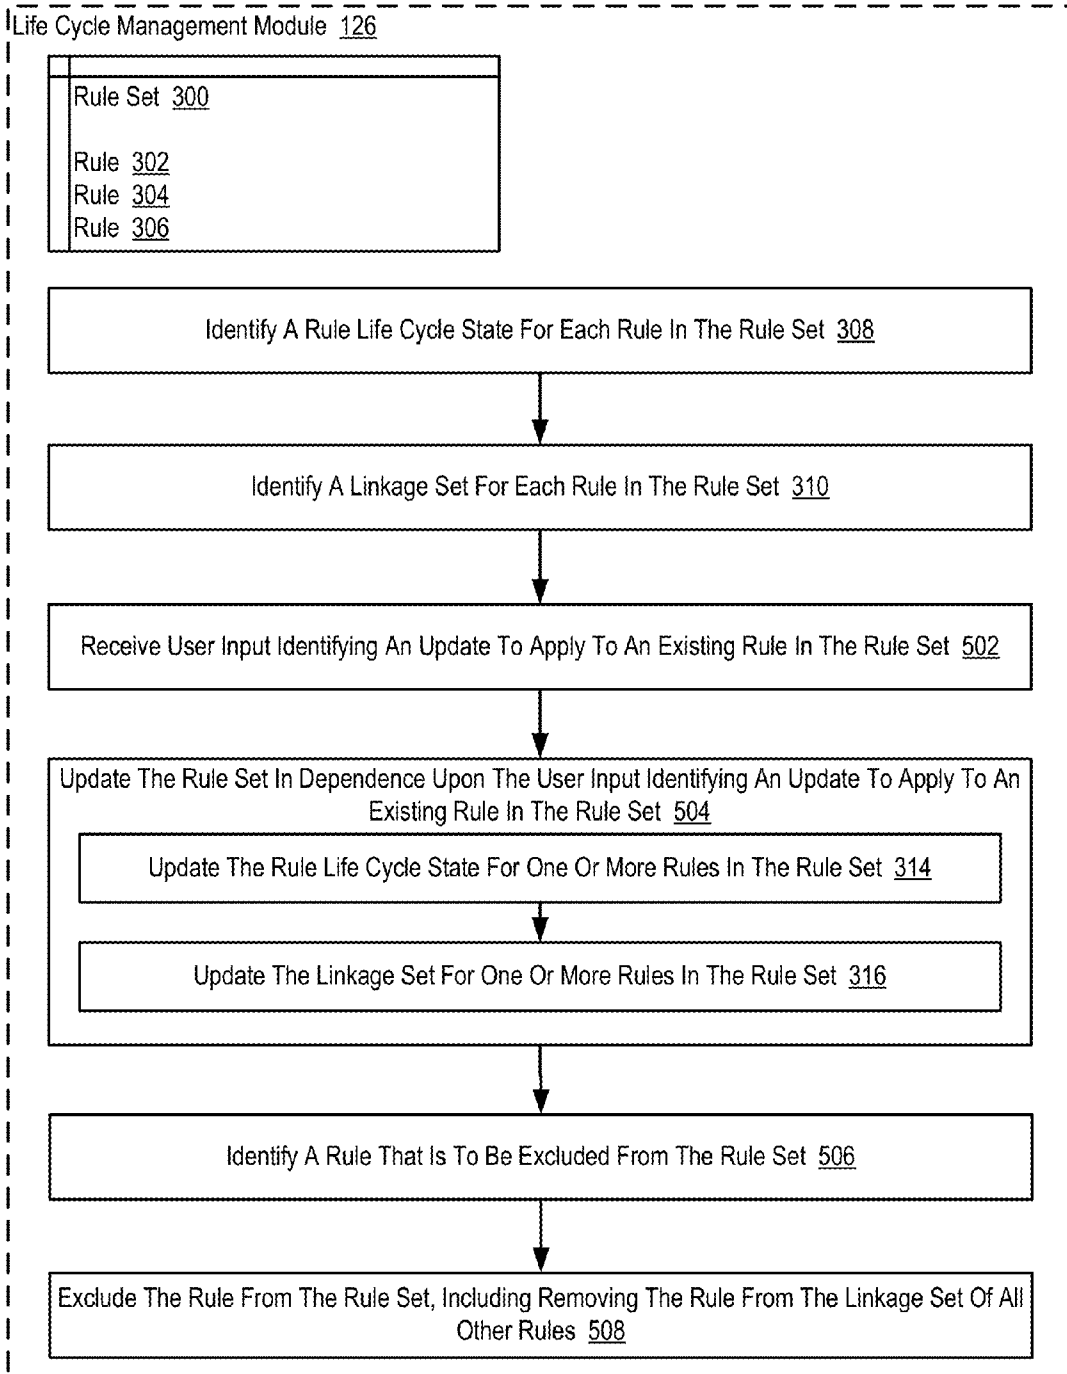 Life Cycle Management Module 126
Rule Set 300
Rule 302
Rule 304
Rule 306
Identify A Rule Life Cycle State For Each Rule In The Rule Set 308
Identify A Linkage Set For Each Rule In The Rule Set 310
Receive User Input Identifying An Update To Apply To An Existing Rule In The Rule Set 502
Update The Rule Set In Dependence Upon The User Input Identifying An Update To Apply To An
Existing Rule In The Rule Set 504
Update The Rule Life Cycle State For One Or More Rules In The Rule Set 314
Update The Linkage Set For One Or More Rules In The Rule Set 316
Identify A Rule That Is To Be Excluded From The Rule Set 506
Exclude The Rule From The Rule Set, Including Removing The Rule From The Linkage Set Of All
Other Rules 508